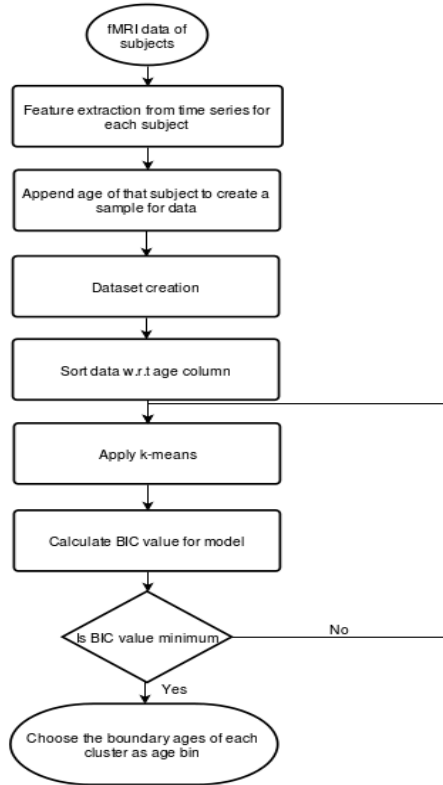 fMRI data of
subjects
Feature extraction from time series for
each subject
Append age of that subject to create a
sample for data
Dataset creation
Sort data w.r.t age column
Apply k-means
Calculate BIC value for model
Is BIC value minimum
No
Yes
Choose the boundary ages of each
cluster as age bin